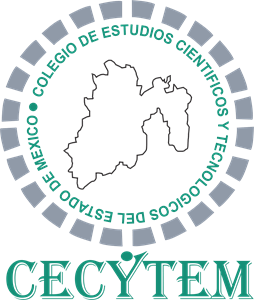 COLEGIO DE ESTUDIOS CIENTIFICOS Y TECNOLOGICOS DEL ESTADO DE MEXICO •
CECYTEM